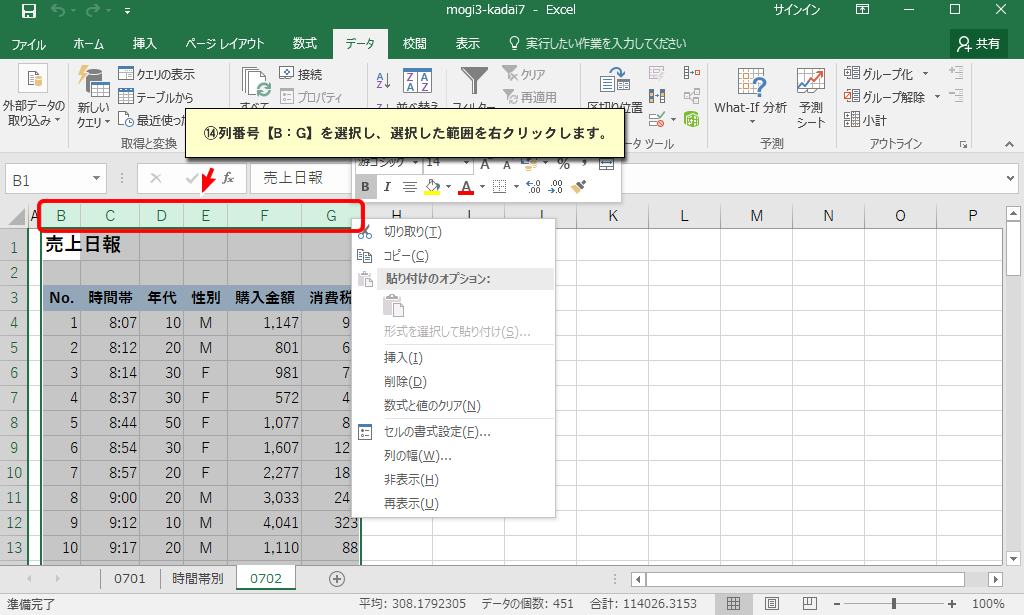 mogi3-kadai7 - Excel
サインイン
ファイル ホーム 挿入 ページ レイアウト 数式 データ 校閲 表示 実行したい作業を入力してください 共有
クエリの表示 接続 クリア グループ化
テーブルから プロパティ 再適用 グループ解除
最近使った 小計
外部データの取り込み
新しいクエリ
すべて
並べ替え
フィルター
区切り位置
What-If 分析
予測シート
取得と変換 データ ツール 予測 アウトライン
⑭列番号【B：G】を選択し、選択した範囲を右クリックします。
游ゴシック 14 A A % ,
B I A
B1 fx 売上日報
A B C D E F G H I J K L M N O P
1 売上日報
2
3 No. 時間帯 年代 性別 購入金額 消費税
4 1 8:07 10 M 1,147 9
5 2 8:12 20 M 801 6
6 3 8:14 30 F 981 7
7 4 8:37 30 F 572 4
8 5 8:44 50 F 1,077 8
9 6 8:54 30 F 1,607 12
10 7 8:57 20 F 2,277 18
11 8 9:00 20 M 3,033 24
12 9 9:12 10 M 4,041 323
13 10 9:17 20 M 1,110 88
切り取り(T)
コピー(C)
貼り付けのオプション:
形式を選択して貼り付け(S)...
挿入(I)
削除(D)
数式と値のクリア(N)
セルの書式設定(F)...
列の幅(W)...
非表示(H)
再表示(U)
0701 時間帯別 0702
準備完了 平均: 308.1792305 データの個数: 451 合計: 114026.3153 100%